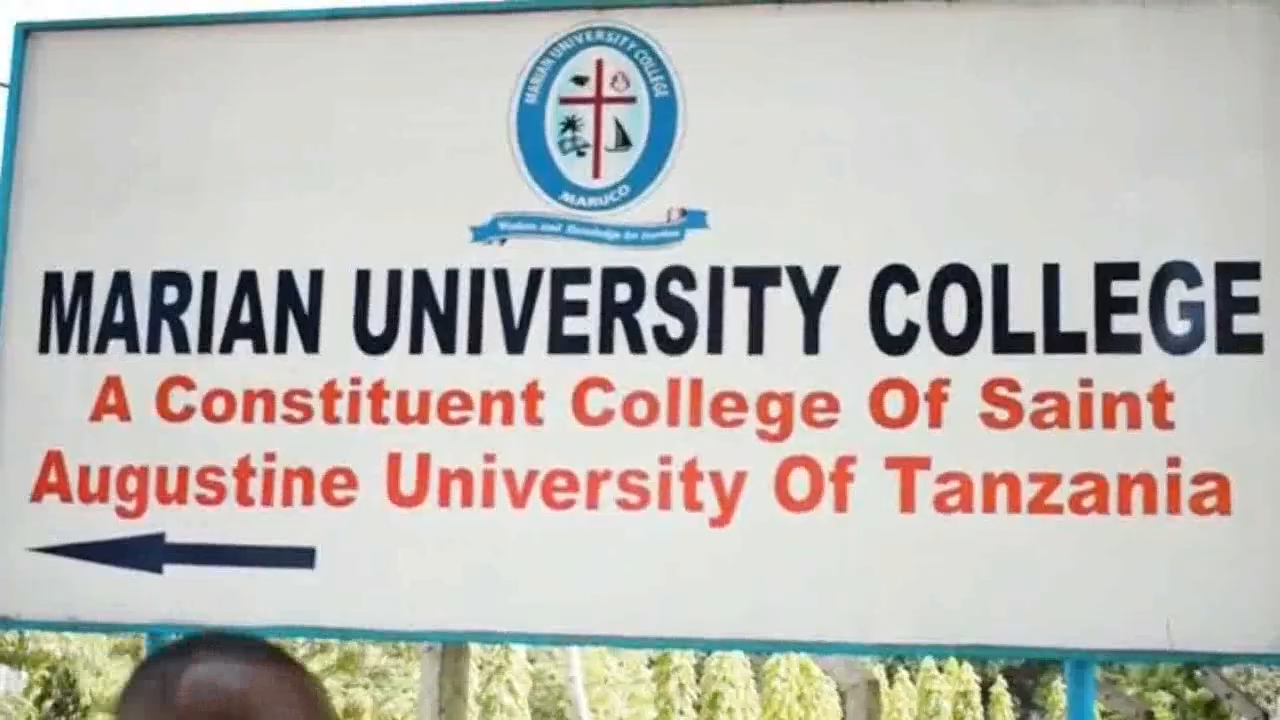 MARIAN UNIVERSITY COLLEGE
MARUCO
MARIAN UNIVERSITY COLLEGE
A Constituent College Of Saint
Augustine University Of Tanzania